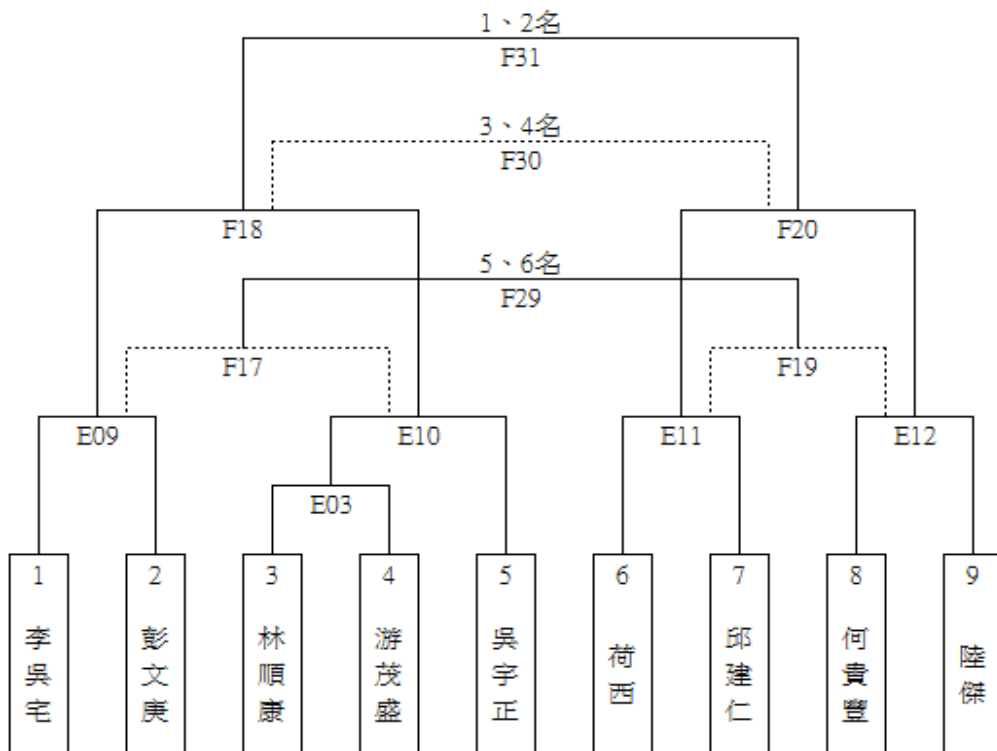 1、2名
F31
3、4名
F30
F18
F20
5、6名
F29
F17
F19
E09
E10
E11
E12
E03
1
2
3
4
5
6
7
8
9
李吳宅
彭文庚
林順康
游茂盛
吳宇正
荷西
邱建仁
何貴豐
陸傑